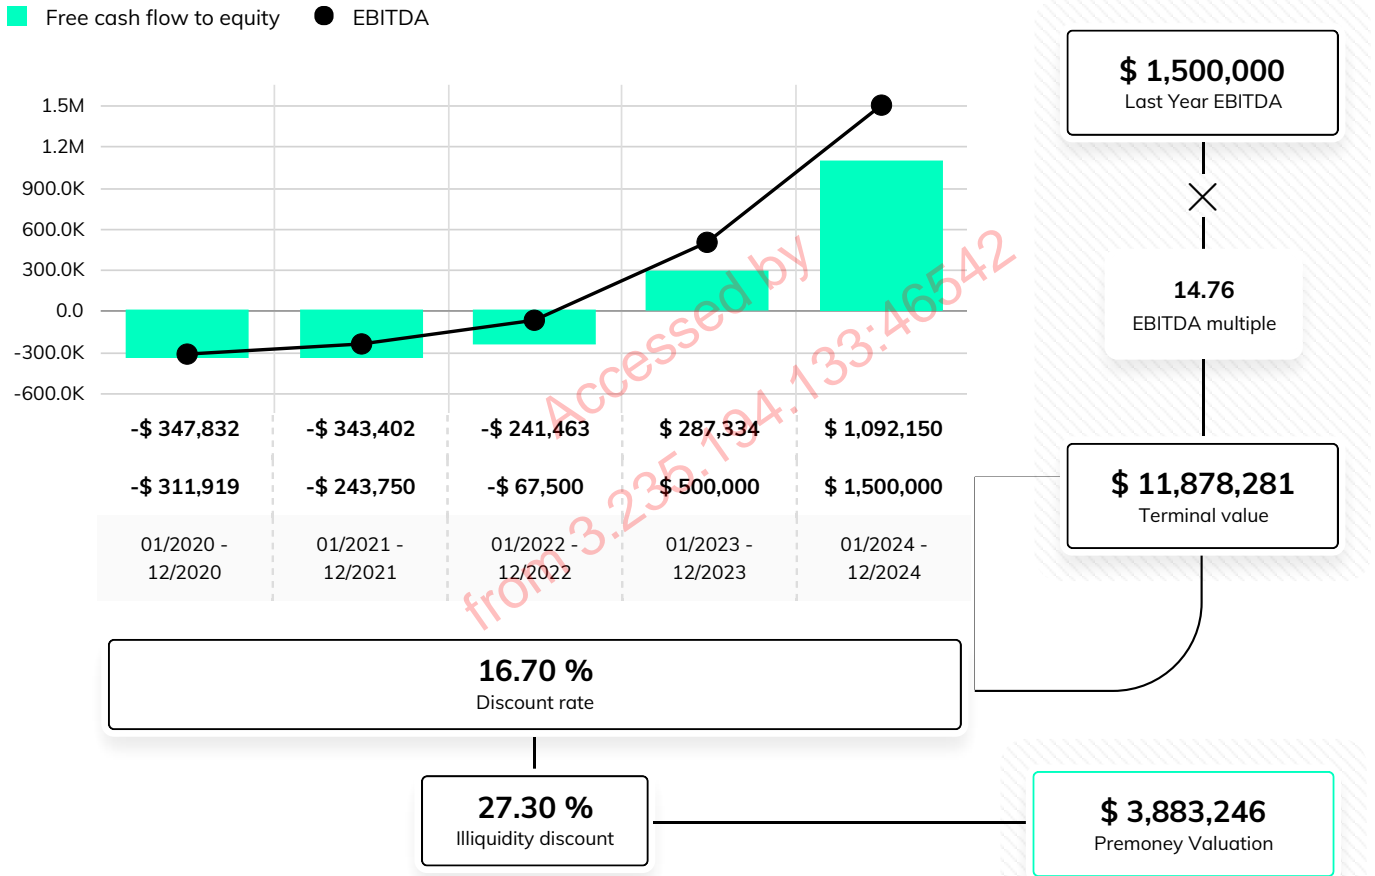 Free cash flow to equity
EBITDA
1.5M
1.2M
900.0K
600.0K
300.0K
0.0
-300.0K
-600.0K
-$ 347,832 -$ 343,402 -$ 241,463 $ 287,334 $ 1,092,150
-$ 311,919 -$ 243,750 -$ 67,500 $ 500,000 $ 1,500,000
01/2020 - 01/2021 - 01/2022 - 01/2023 - 01/2024 -
12/2020 12/2021 12/2022 12/2023 12/2024
$ 1,500,000
Last Year EBITDA
14.76
EBITDA multiple
$ 11,878,281
Terminal value
16.70 %
Discount rate
27.30 %
Illiquidity discount
$ 3,883,246
Premoney Valuation
Accessed by
from 3.235.194.133:46542